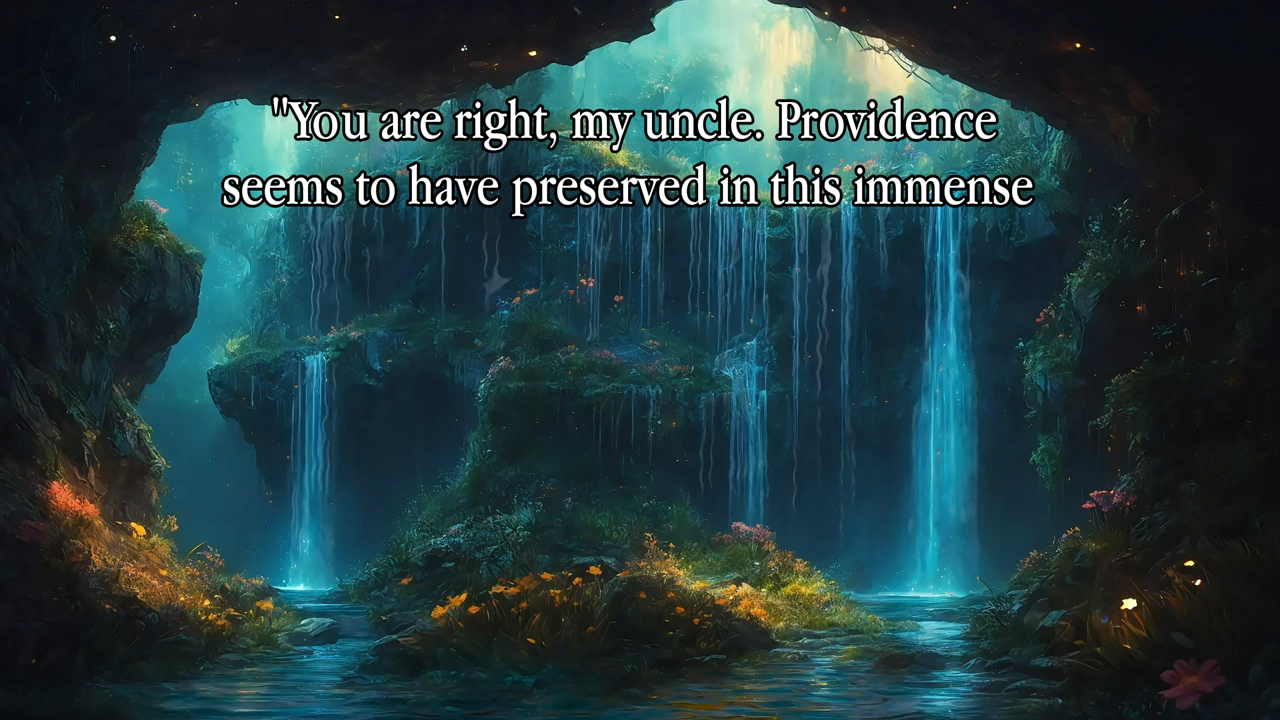 "You are right, my uncle. Providence
seems to have preserved in this immense